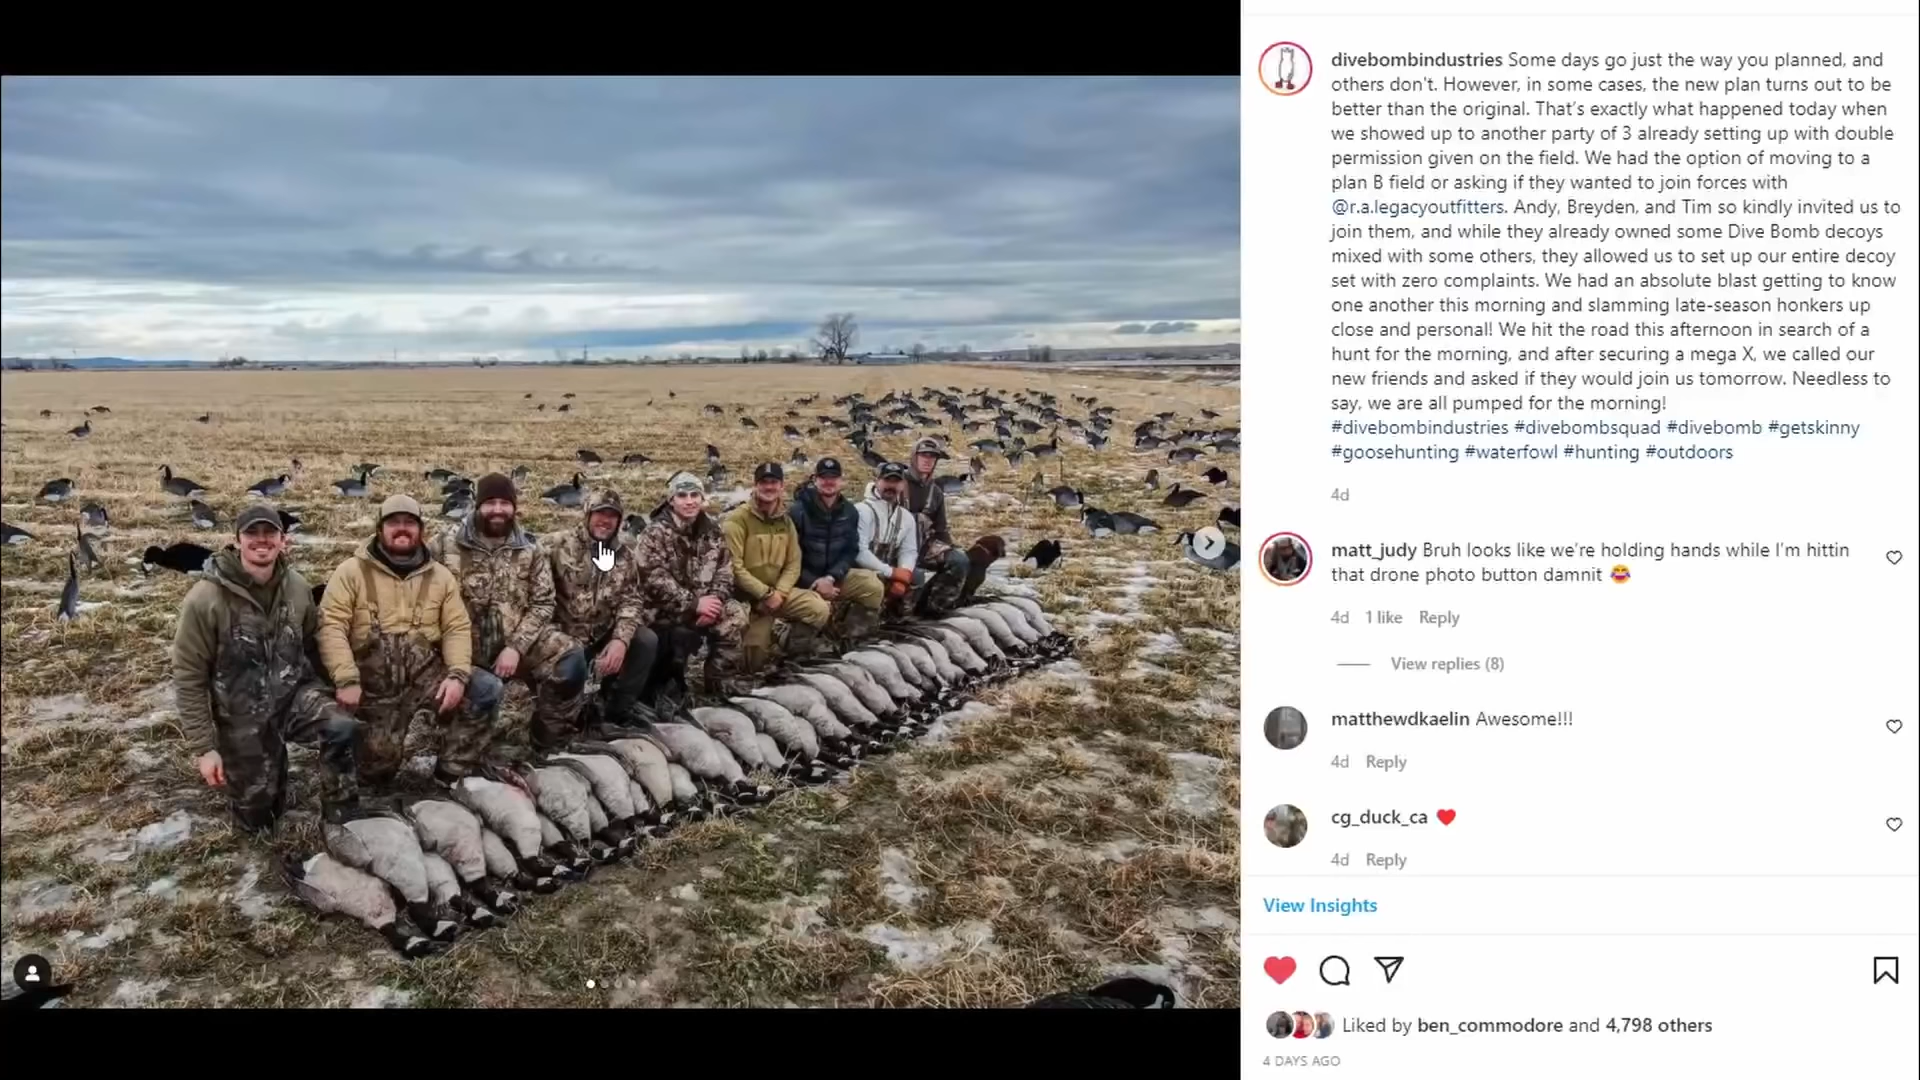 divebombindustries Some days go just the way you planned, and
others don't. However, in some cases, the new plan turns out to be
better than the original. That's exactly what happened today when
we showed up to another party of 3 already setting up with double
permission given on the field. We had the option of moving to a
plan B field or asking if they wanted to join forces with
@r.a.legacyoutfitters. Andy, Breyden, and Tim so kindly invited us to
join them, and while they already owned some Dive Bomb decoys
mixed with some others, they allowed us to set up our entire decoy
set with zero complaints. We had an absolute blast getting to know
one another this morning and slamming late-season honkers up
close and personal! We hit the road this afternoon in search of a
hunt for the morning, and after securing a mega X, we called our
new friends and asked if they would join us tomorrow. Needless to
say, we are all pumped for the morning!
#divebombindustries #divebombsquad #divebomb #getskinny
#goosehunting #waterfowl #hunting #outdoors
4d
matt_judy Bruh looks like we're holding hands while I'm hittin
that drone photo button damnit 😂
4d 1 like Reply
View replies (8)
matthewdkaelin Awesome!!!
4d Reply
cg_duck_ca ❤️
4d Reply
View Insights
Liked by ben_commodore and 4,798 others
4 DAYS AGO